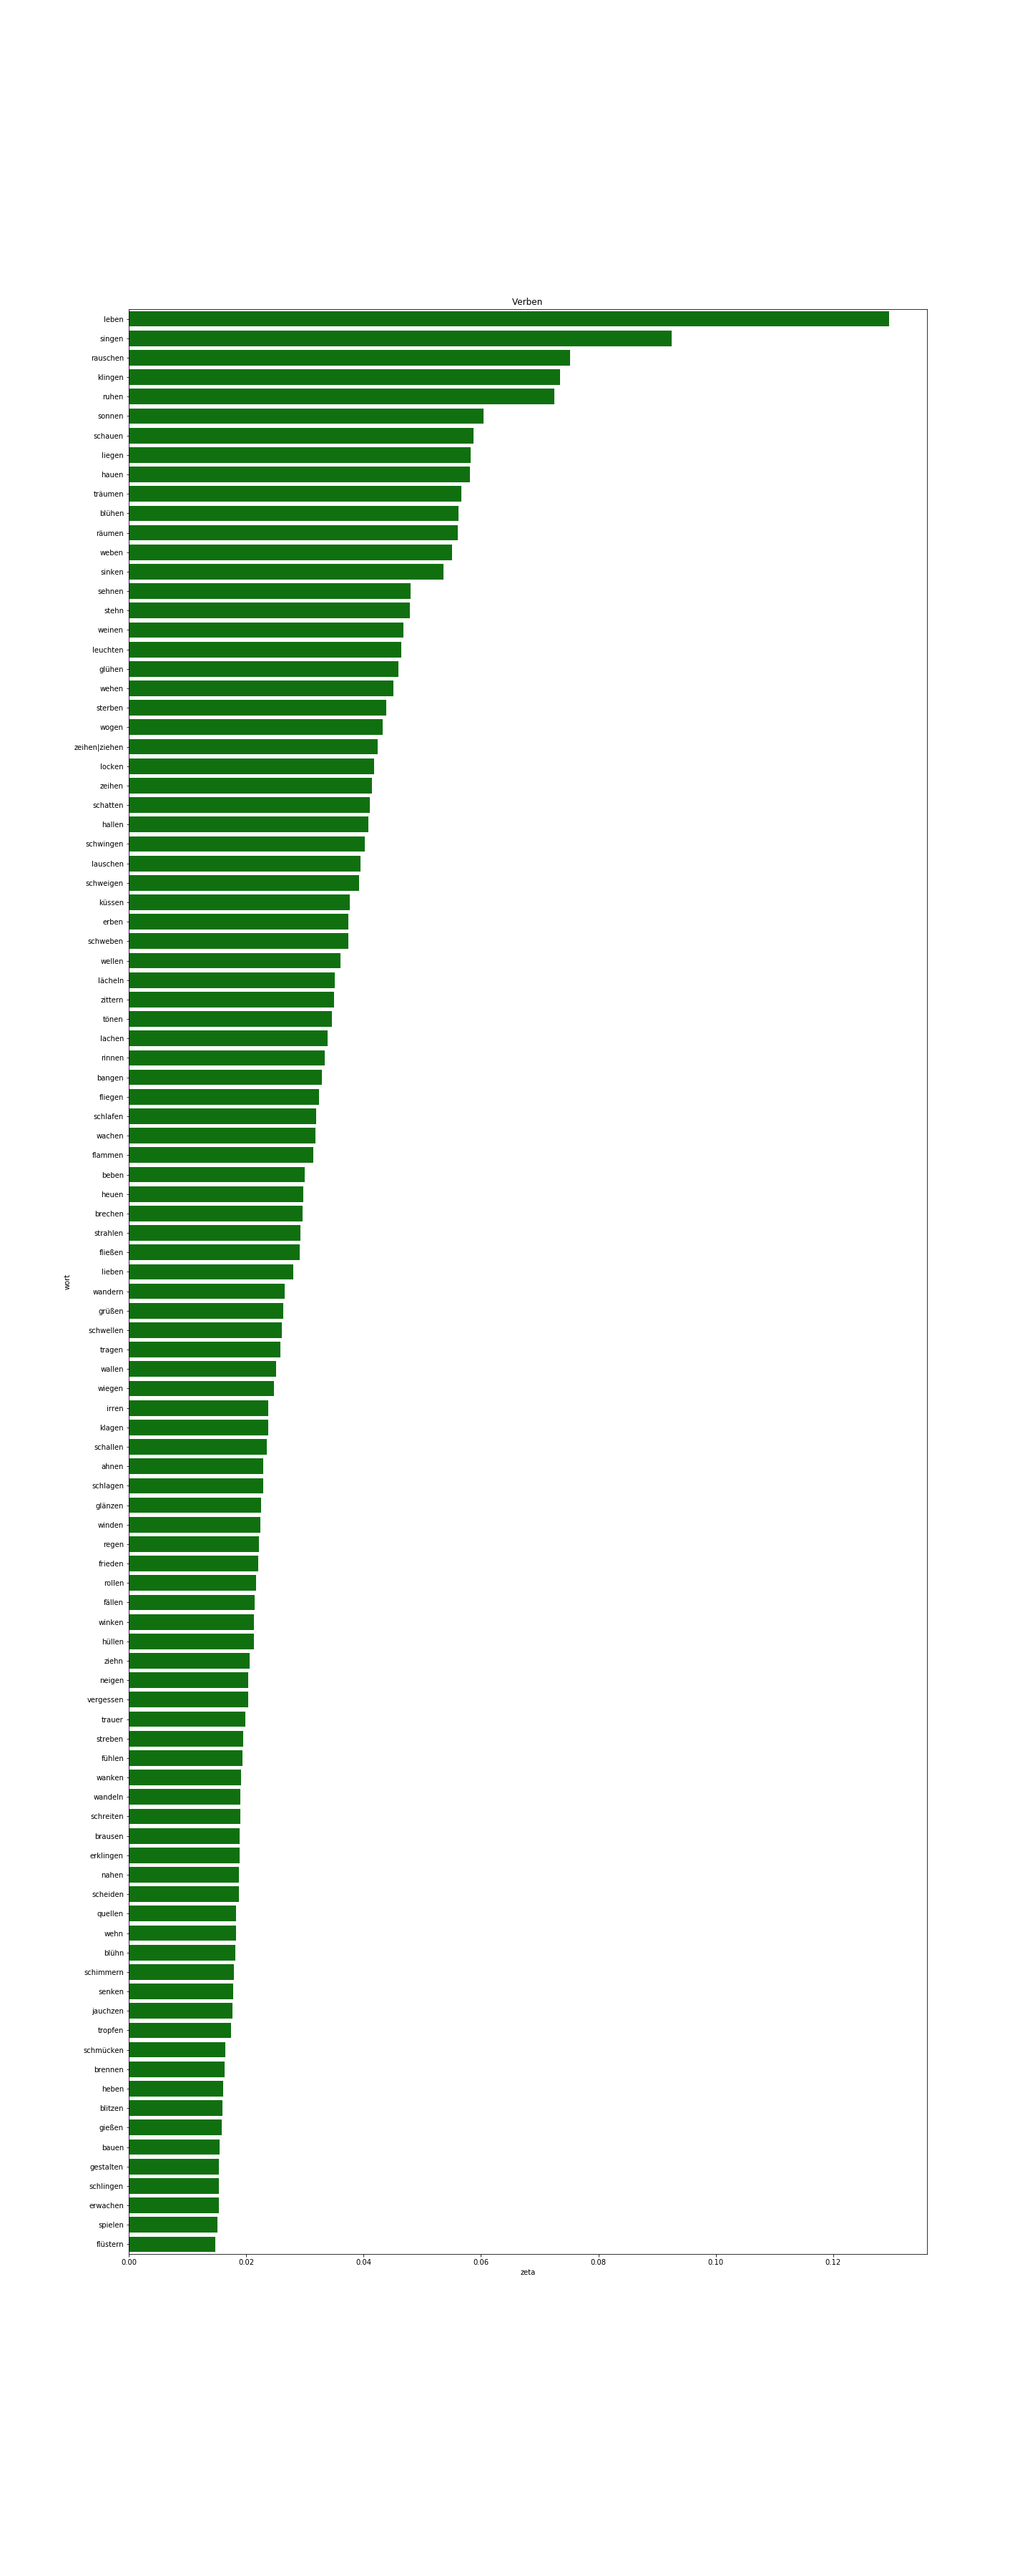 Verben
leben
singen
rauschen
klingen
ruhen
sonnen
schauen
liegen
hauen
träumen
blühen
räumen
weben
sinken
sehnen
stehn
weinen
leuchten
glühen
wehen
sterben
wogen
zeihen|ziehen
locken
zeihen
schatten
hallen
schwingen
lauschen
schweigen
küssen
erben
schweben
wellen
lächeln
zittern
tönen
lachen
rinnen
bangen
fliegen
schlafen
wachen
flammen
beben
heuen
brechen
strahlen
fließen
lieben
wandern
grüßen
schwellen
tragen
wallen
wiegen
irren
klagen
schallen
ahnen
schlagen
glänzen
winden
regen
frieden
rollen
fällen
winken
hüllen
ziehn
neigen
vergessen
trauer
streben
fühlen
wanken
wandeln
schreiten
brausen
erklingen
nahen
scheiden
quellen
wehn
blühn
schimmern
senken
jauchzen
tropfen
schmücken
brennen
heben
blitzen
gießen
bauen
gestalten
schlingen
erwachen
spielen
flüstern
wort
0.00 0.02 0.04 0.06 0.08 0.10 0.12
zeta